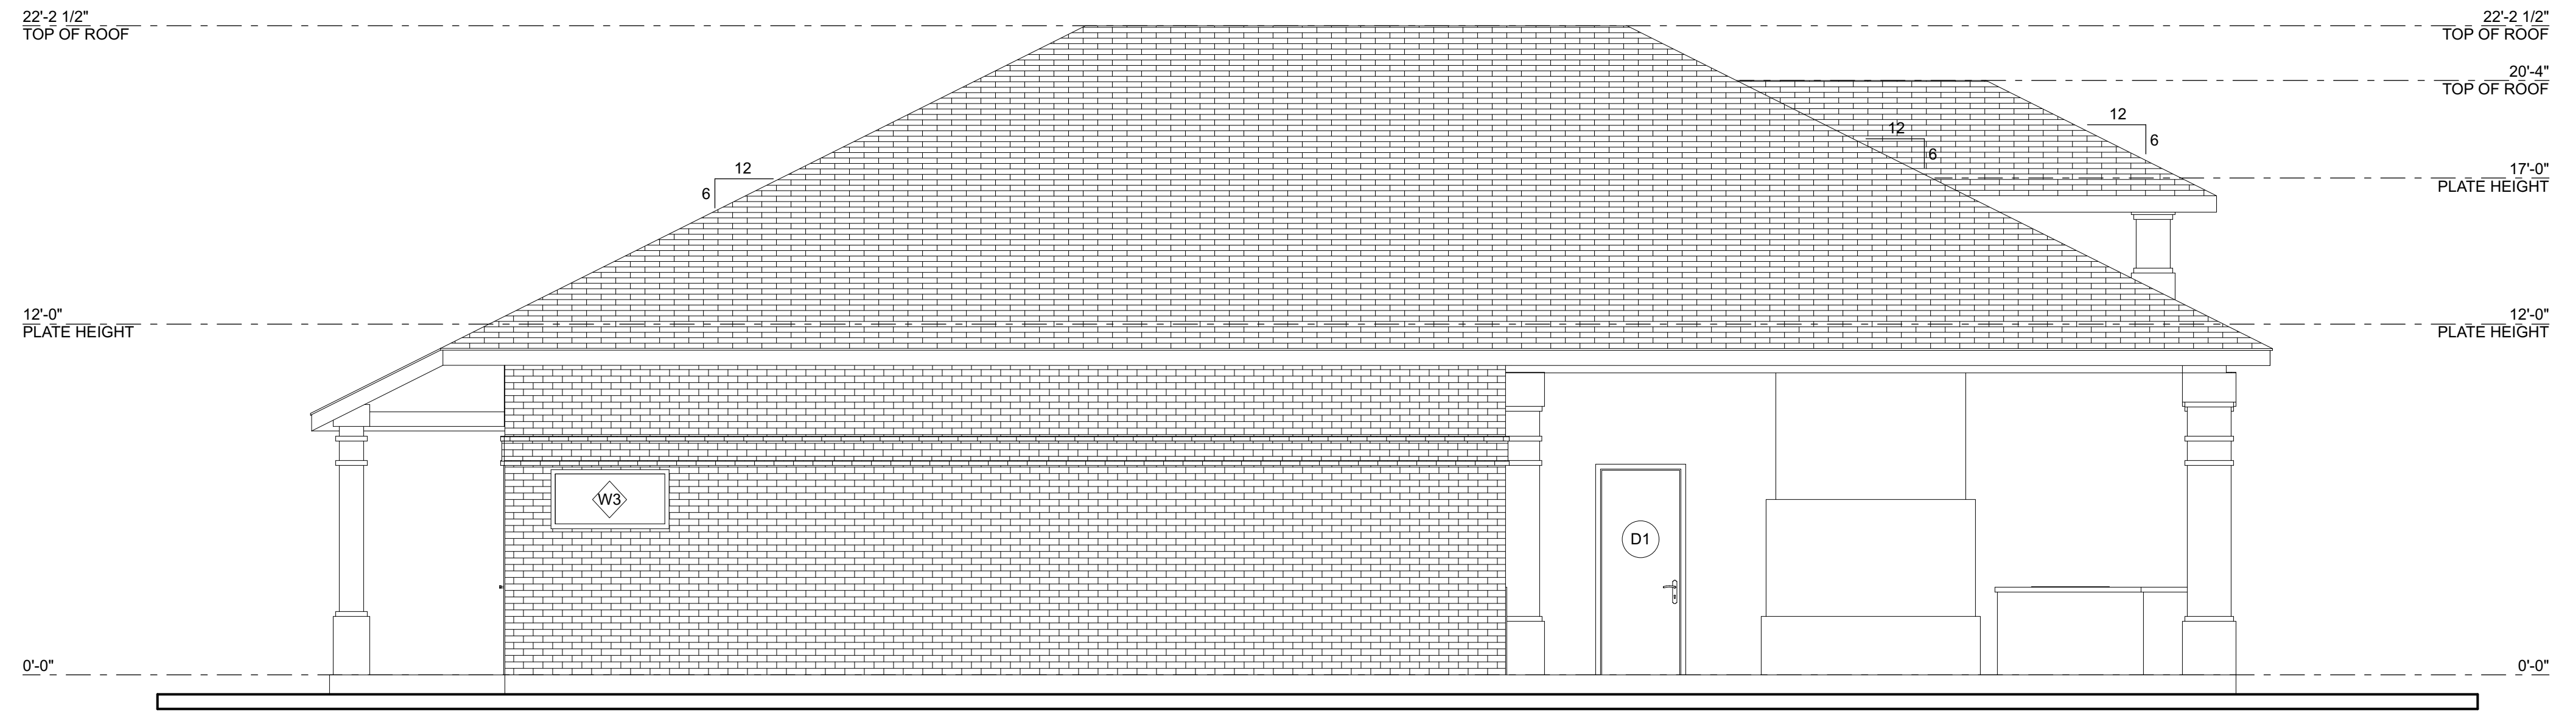 22'-2 1/2"
TOP OF ROOF
22'-2 1/2"
TOP OF ROOF
20'-4"
TOP OF ROOF
12
6
12
6
12
6
17'-0"
PLATE HEIGHT
12'-0"
PLATE HEIGHT
12'-0"
PLATE HEIGHT
W3
D1
0'-0"
0'-0"